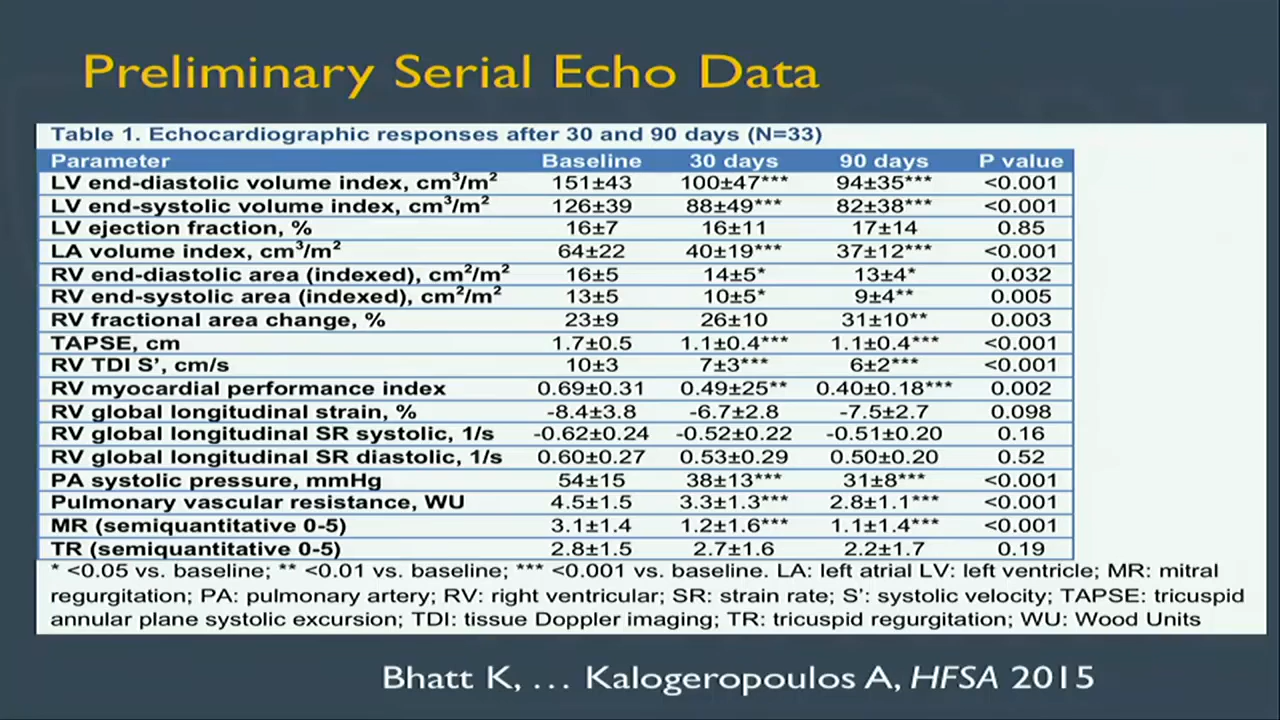 Preliminary Serial Echo Data
Table 1. Echocardiographic responses after 30 and 90 days (N=33)
Parameter Baseline 30 days 90 days P value
LV end-diastolic volume index, cm³/m² 151±43 100±47*** 94±35*** <0.001
LV end-systolic volume index, cm³/m² 126±39 88±49*** 82±38*** <0.001
LV ejection fraction, % 16±7 16±11 17±14 0.85
LA volume index, cm³/m² 64±22 40±19*** 37±12*** <0.001
RV end-diastolic area (indexed), cm²/m² 16±5 14±5* 13±4* 0.032
RV end-systolic area (indexed), cm²/m² 13±5 10±5* 9±4** 0.005
RV fractional area change, % 23±9 26±10 31±10** 0.003
TAPSE, cm 1.7±0.5 1.1±0.4*** 1.1±0.4*** <0.001
RV TDI S’, cm/s 10±3 7±3*** 6±2*** <0.001
RV myocardial performance index 0.69±0.31 0.49±25** 0.40±0.18*** 0.002
RV global longitudinal strain, % -8.4±3.8 -6.7±2.8 -7.5±2.7 0.098
RV global longitudinal SR systolic, 1/s -0.62±0.24 -0.52±0.22 -0.51±0.20 0.16
RV global longitudinal SR diastolic, 1/s 0.60±0.27 0.53±0.29 0.50±0.20 0.52
PA systolic pressure, mmHg 54±15 38±13*** 31±8*** <0.001
Pulmonary vascular resistance, WU 4.5±1.5 3.3±1.3*** 2.8±1.1*** <0.001
MR (semiquantitative 0-5) 3.1±1.4 1.2±1.6*** 1.1±1.4*** <0.001
TR (semiquantitative 0-5) 2.8±1.5 2.7±1.6 2.2±1.7 0.19
* <0.05 vs. baseline; ** <0.01 vs. baseline; *** <0.001 vs. baseline. LA: left atrial LV: left ventricle; MR: mitral
regurgitation; PA: pulmonary artery; RV: right ventricular; SR: strain rate; S’: systolic velocity; TAPSE: tricuspid
annular plane systolic excursion; TDI: tissue Doppler imaging; TR: tricuspid regurgitation; WU: Wood Units
Bhatt K, … Kalogeropoulos A, HFSA 2015